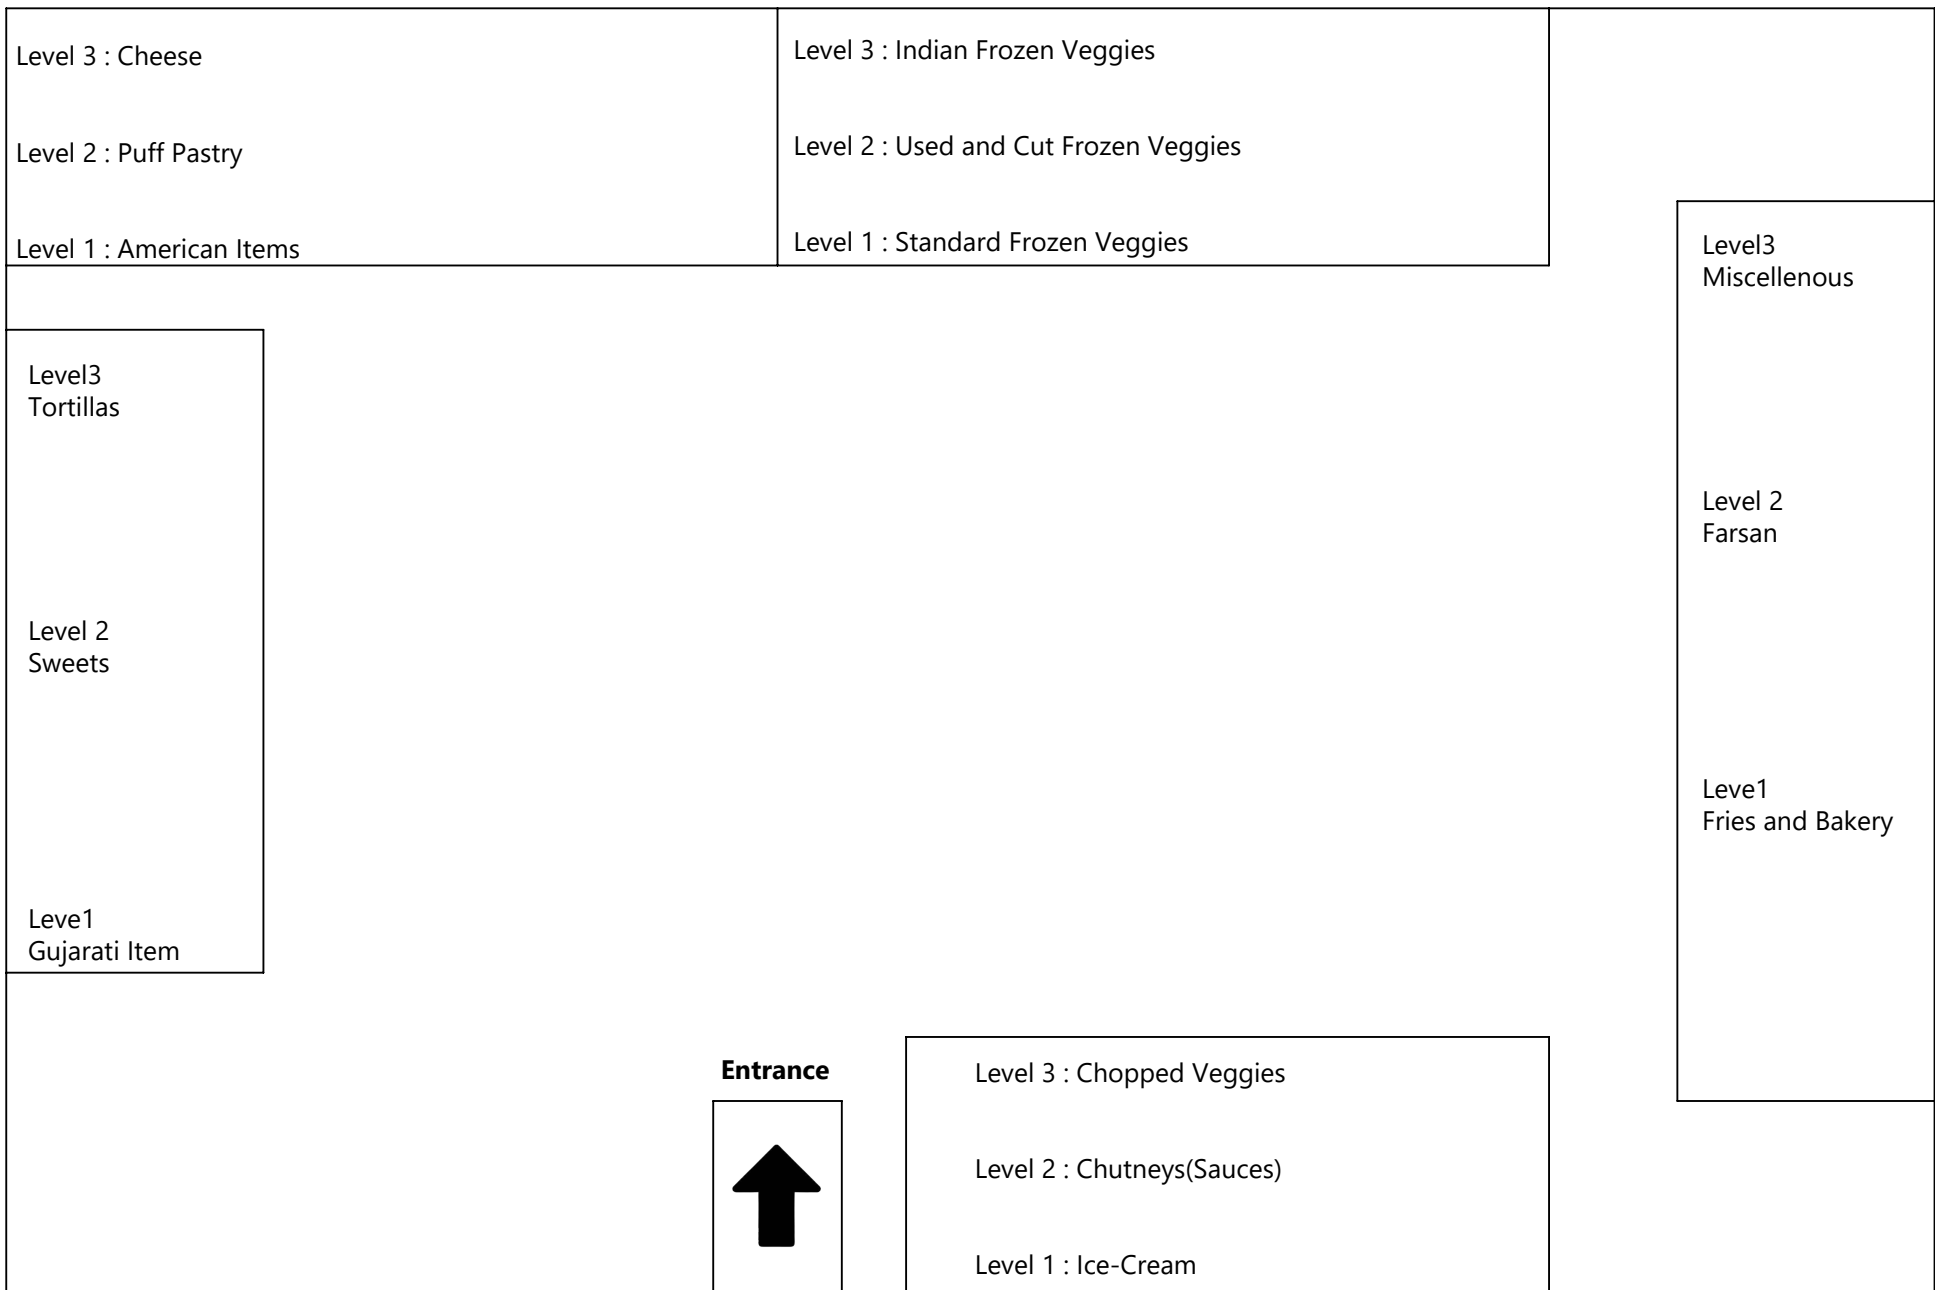 Level 3 : Cheese
Level 2 : Puff Pastry
Level 1 : American Items
Level 3 : Indian Frozen Veggies
Level 2 : Used and Cut Frozen Veggies
Level 1 : Standard Frozen Veggies
Level3
Tortillas
Level 2
Sweets
Leve1
Gujarati Item
Level3
Miscellenous
Level 2
Farsan
Leve1
Fries and Bakery
Entrance
Level 3 : Chopped Veggies
Level 2 : Chutneys(Sauces)
Level 1 : Ice-Cream